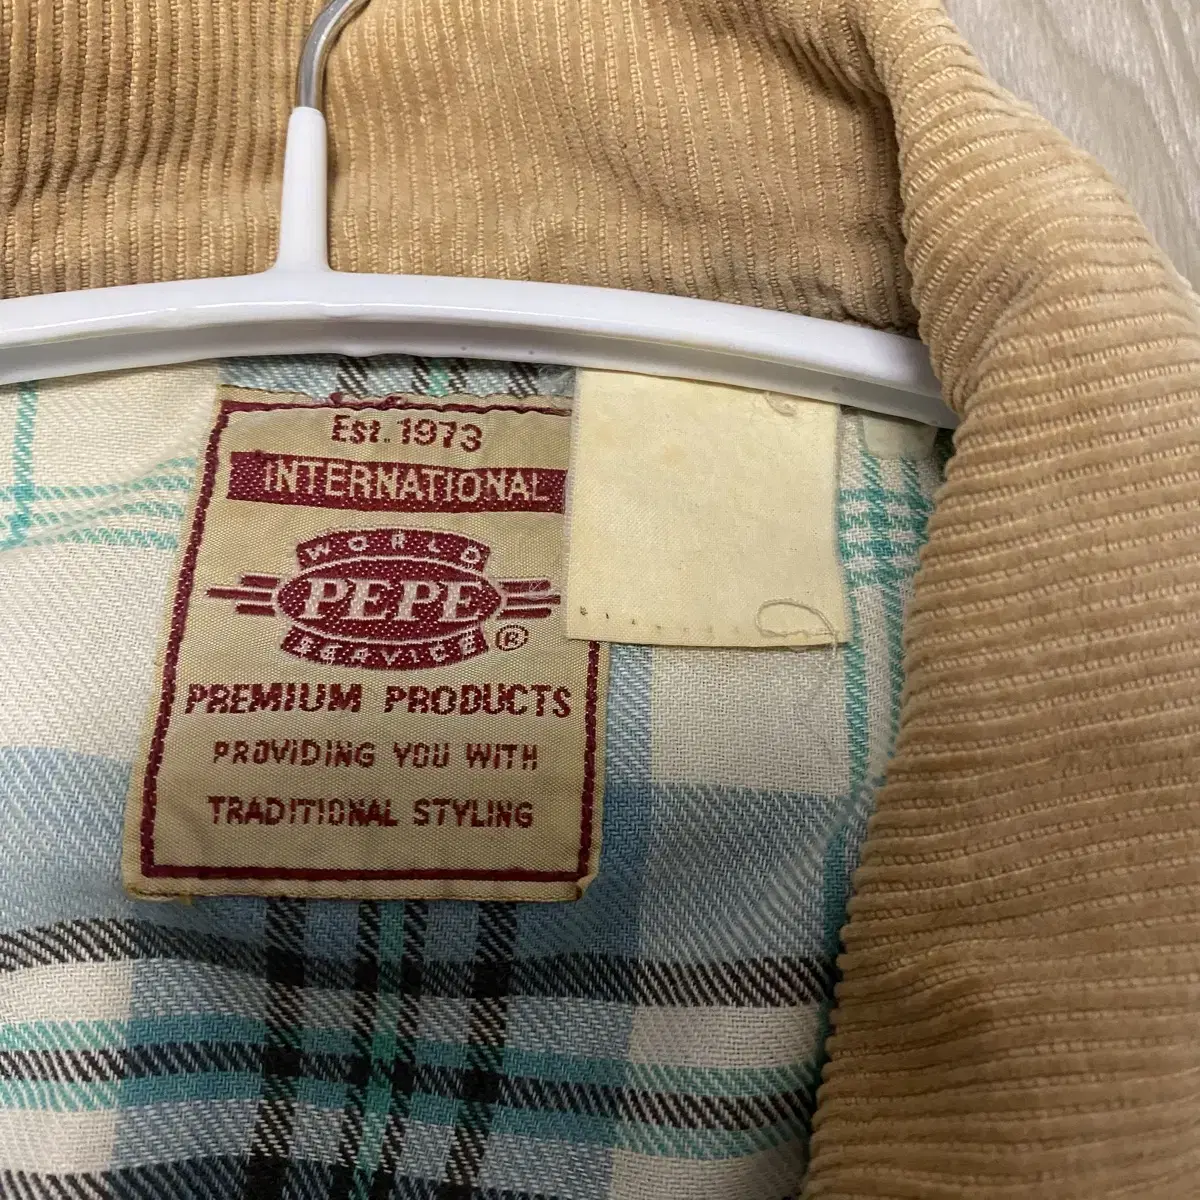 Est. 1973
INTERNATIONAL
WORLD
PEPE
SERVICE ®
PREMIUM PRODUCTS
PROVIDING YOU WITH
TRADITIONAL STYLING